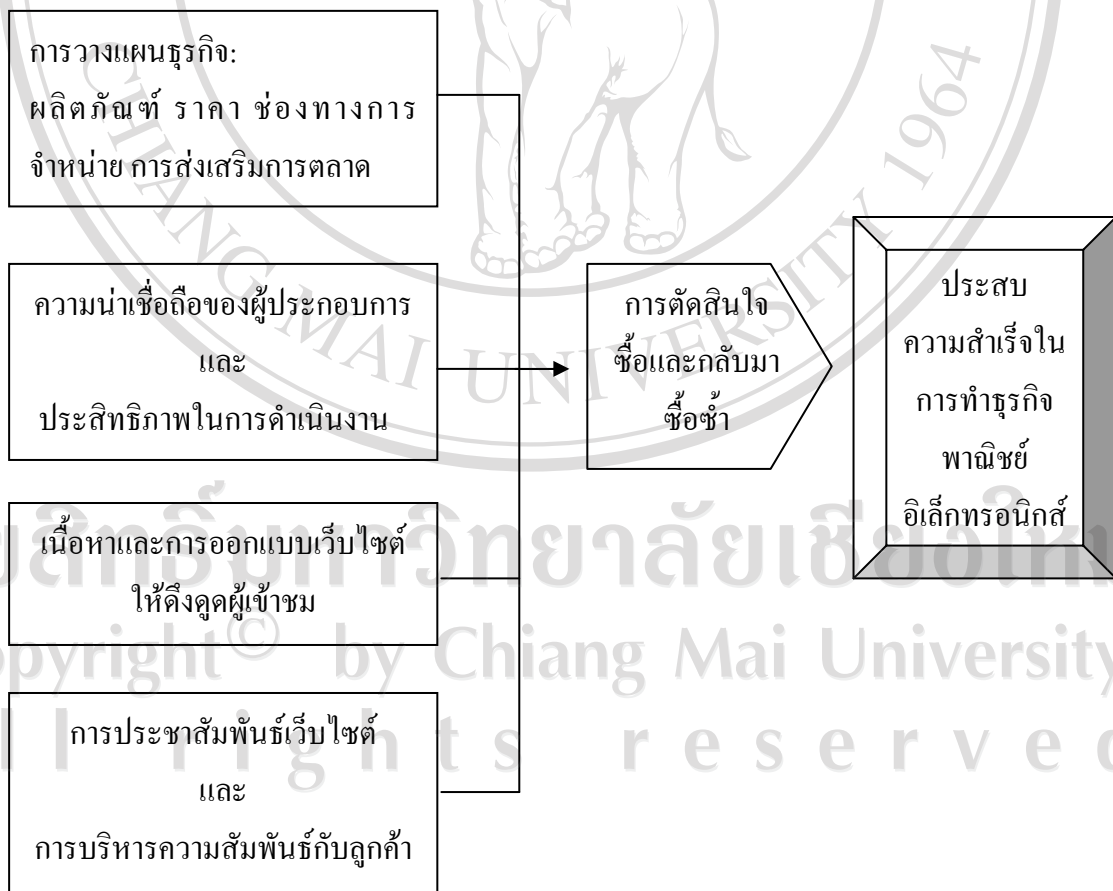 การวางแผนธุรกิจ:
ผลิตภัณฑ์ ราคา ช่องทางการ
จำหน่าย การส่งเสริมการตลาด
ความน่าเชื่อถือของผู้ประกอบการ
และ
ประสิทธิภาพในการดำเนินงาน
เนื้อหาและการออกแบบเว็บไซต์
ให้ดึงดูดผู้เข้าชม
การประชาสัมพันธ์เว็บไซต์
และ
การบริหารความสัมพันธ์กับลูกค้า
การตัดสินใจ
ซื้อและกลับมา
ซื้อซ้ำ
ประสบ
ความสำเร็จใน
การทำธุรกิจ
พาณิชย์
อิเล็กทรอนิกส์
CHIANG MAI UNIVERSITY 1964
ยสิทธิ์มหาวิทยาลัยเชียงให
opyright© by Chiang Mai University
l rights reserved